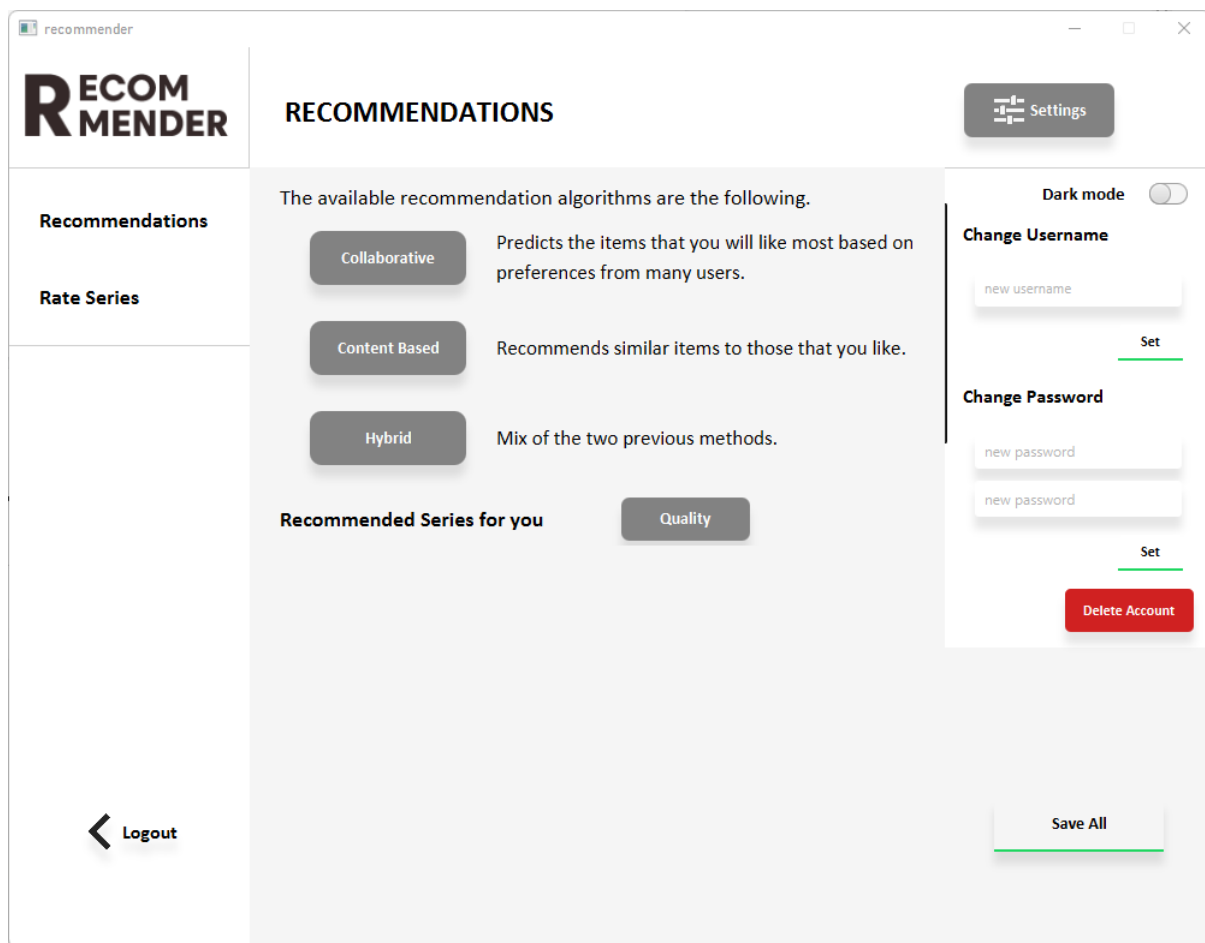 recommender
RECOM
MENDER
RECOMMENDATIONS
Settings
Recommendations
Rate Series
Logout
The available recommendation algorithms are the following.
Collaborative
Predicts the items that you will like most based on
preferences from many users.
Content Based
Recommends similar items to those that you like.
Hybrid
Mix of the two previous methods.
Recommended Series for you
Quality
Dark mode
Change Username
new username
Set
Change Password
new password
new password
Set
Delete Account
Save All